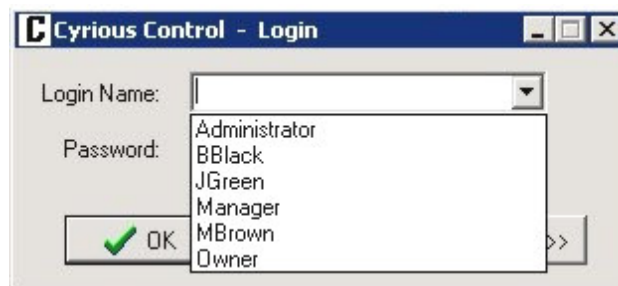 C Cyrious Control - Login
Login Name:
Administrator
BBlack
Password:
JGreen
Manager
MBrown
OK
Owner
>>